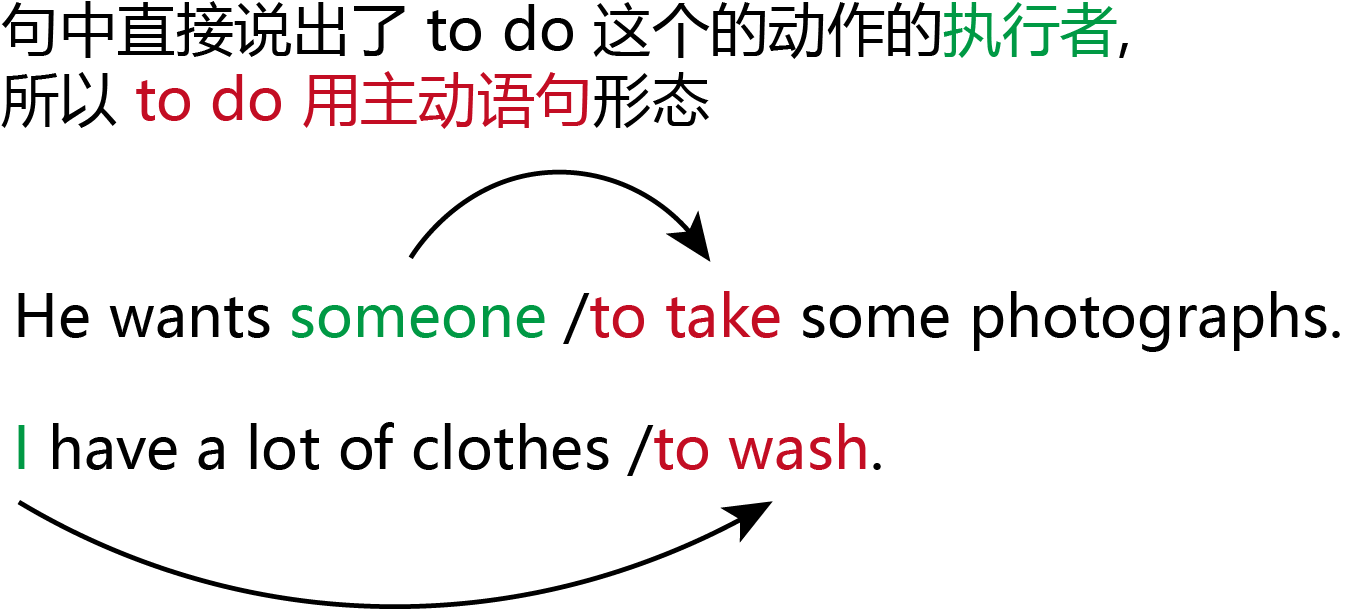 句中直接说出了 to do 这个的动作的执行者,
所以 to do 用主动语句形态
He wants someone /to take some photographs.
I have a lot of clothes /to wash.